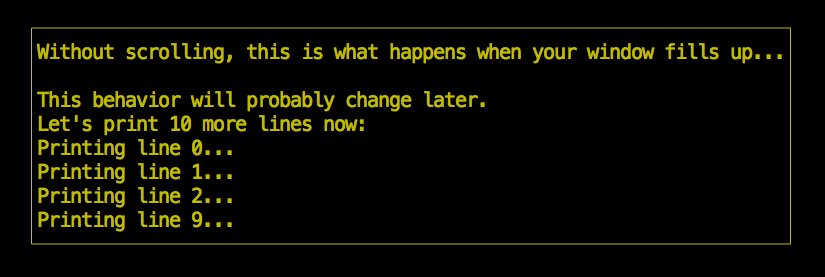 Without scrolling, this is what happens when your window fills up...
This behavior will probably change later.
Let's print 10 more lines now:
Printing line 0...
Printing line 1...
Printing line 2...
Printing line 9...